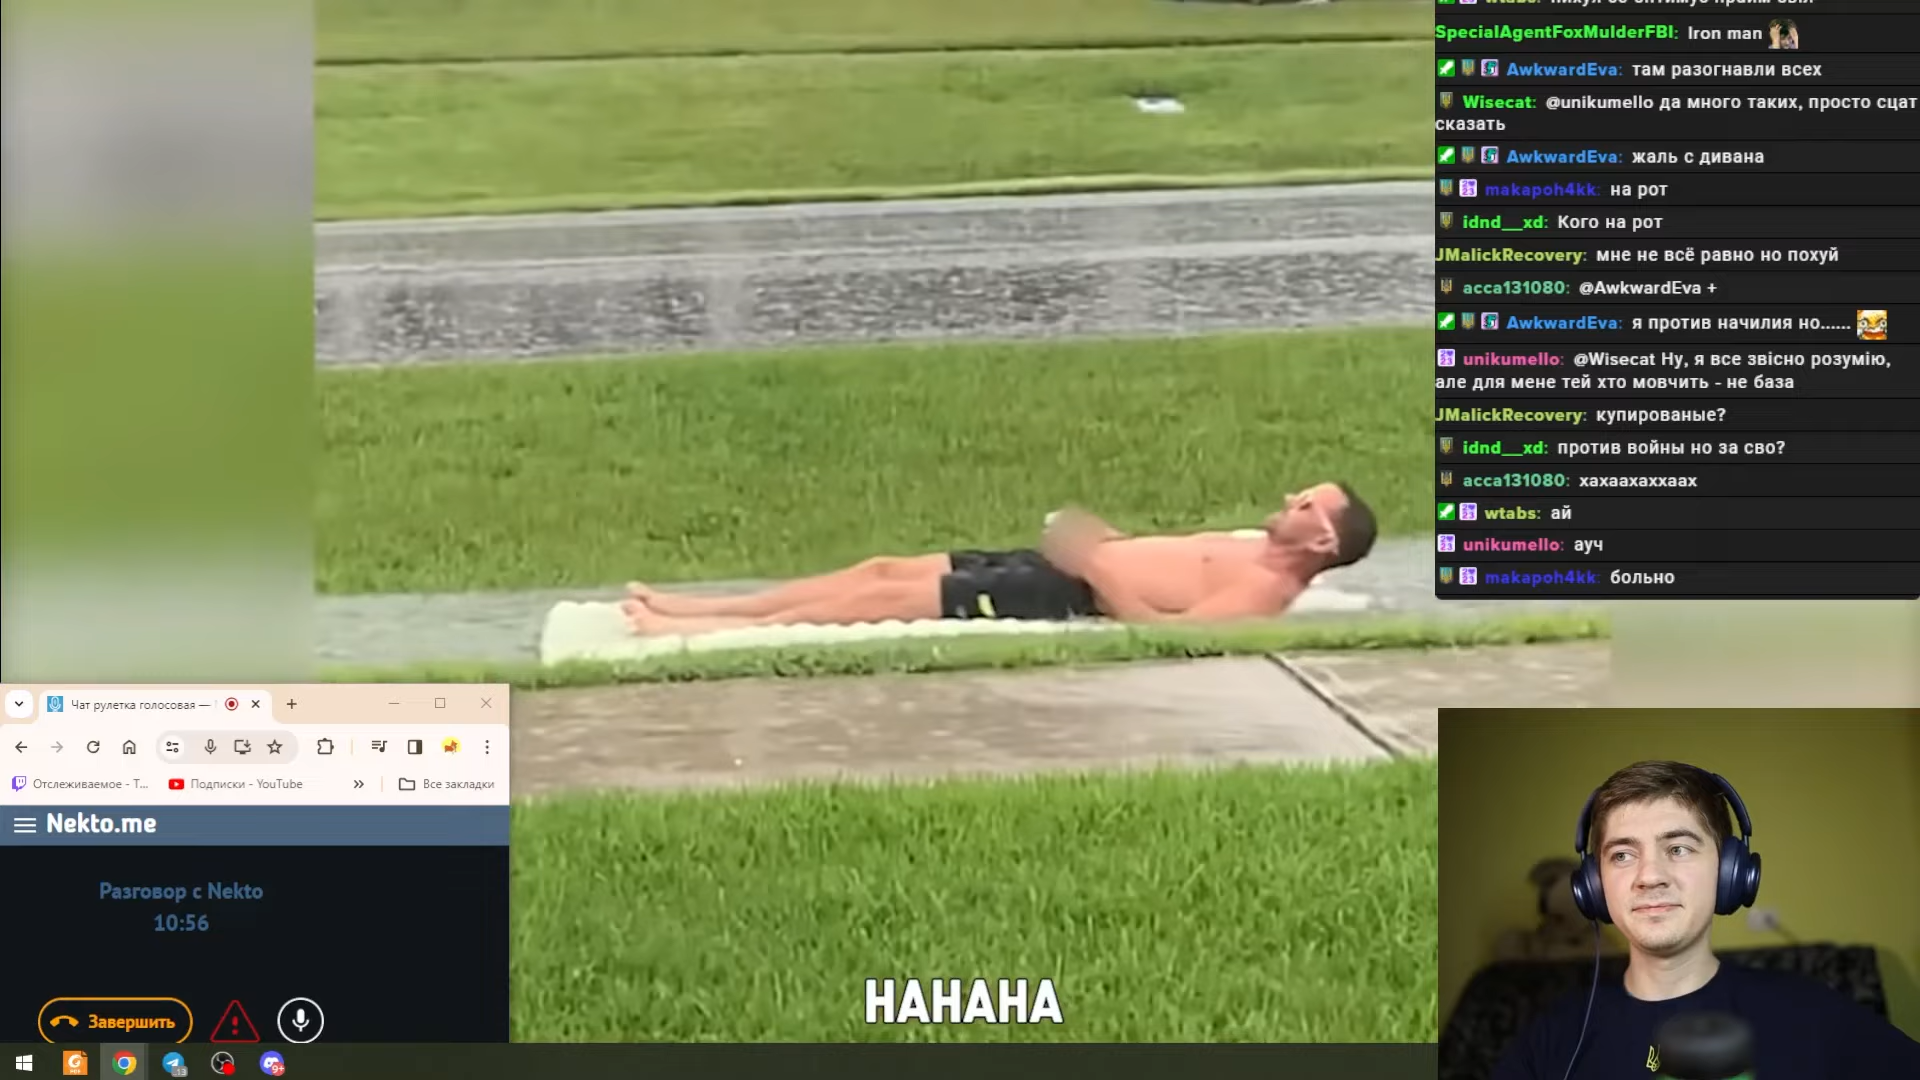 SpecialAgentFoxMulderFBI: Iron man
AwkwardEva: там разогнавли всех
Wisecat: @unikumello да много таких, просто сцат
сказать
AwkwardEva: жаль с дивана
makapoh4kk: на рот
idnd__xd: Кого на рот
JMalickRecovery: мне не всё равно но похуй
acca131080: @AwkwardEva +
AwkwardEva: я против начилия но......
unikumello: @Wisecat Ну, я все звісно розумію,
але для мене тей хто мовчить - не база
JMalickRecovery: купированые?
idnd__xd: против войны но за сво?
acca131080: хахаахаххаах
wtabs: ай
unikumello: ауч
makapoh4kk: больно
Чат рулетка голосовая —
Отслеживаемое - T...
Подписки - YouTube
Все закладки
Nekto.me
Разговор с Nekto
10:56
Завершить
HAHAHA